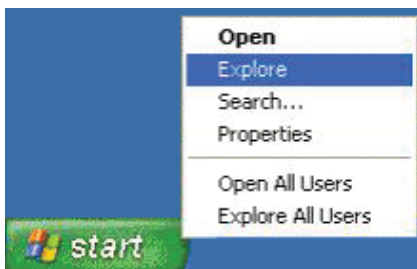 Open
Explore
Search...
Properties
Open All Users
Explore All Users
start